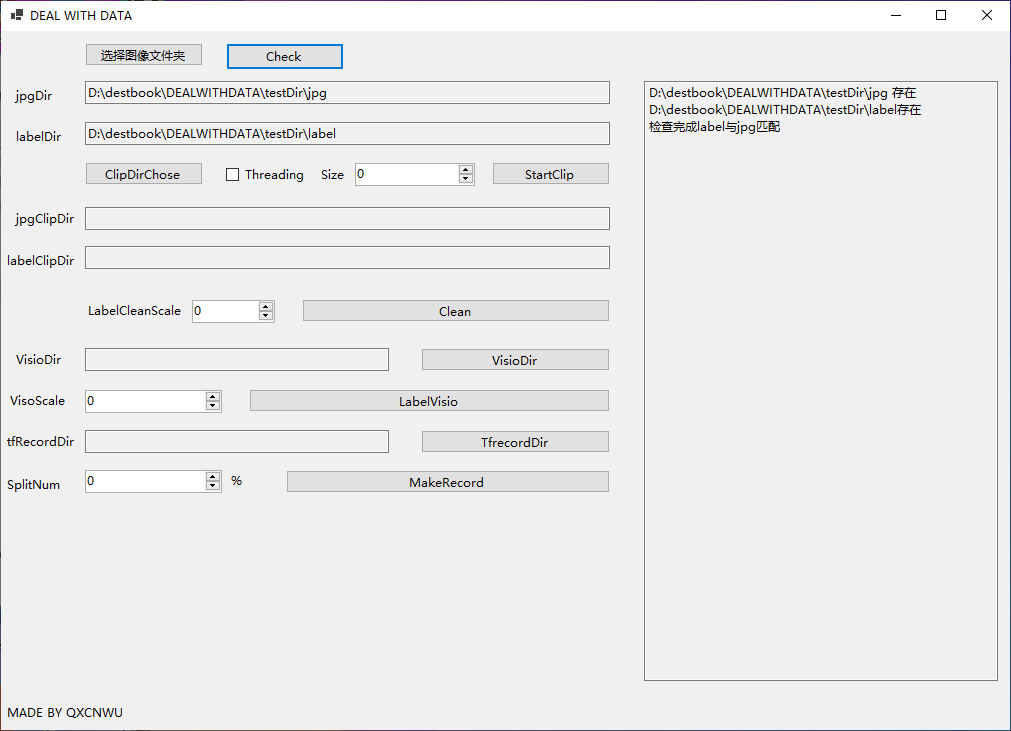 DEAL WITH DATA
选择图像文件夹 Check
jpgDir D:\destbook\DEALWITHDATA\testDir\jpg
labelDir D:\destbook\DEALWITHDATA\testDir\label
ClipDirChose Threading Size 0 StartClip
jpgClipDir
labelClipDir
LabelCleanScale 0 Clean
VisioDir VisioDir
VisoScale 0 LabelVisio
tfRecordDir TfrecordDir
SplitNum 0 % MakeRecord
D:\destbook\DEALWITHDATA\testDir\jpg 存在
D:\destbook\DEALWITHDATA\testDir\label存在
检查完成label与jpg匹配
MADE BY QXCNWU